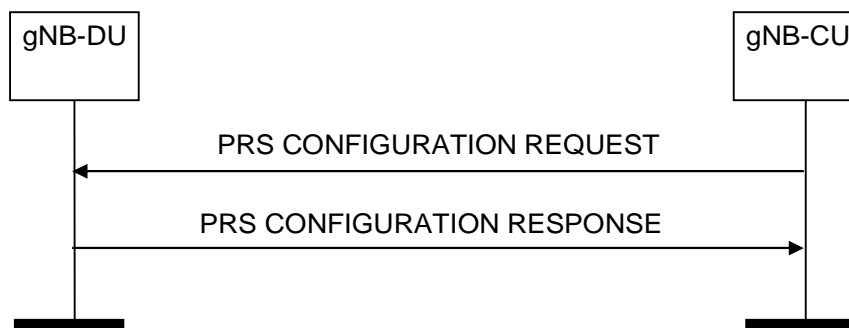 gNB-DU
gNB-CU
PRS CONFIGURATION REQUEST
PRS CONFIGURATION RESPONSE